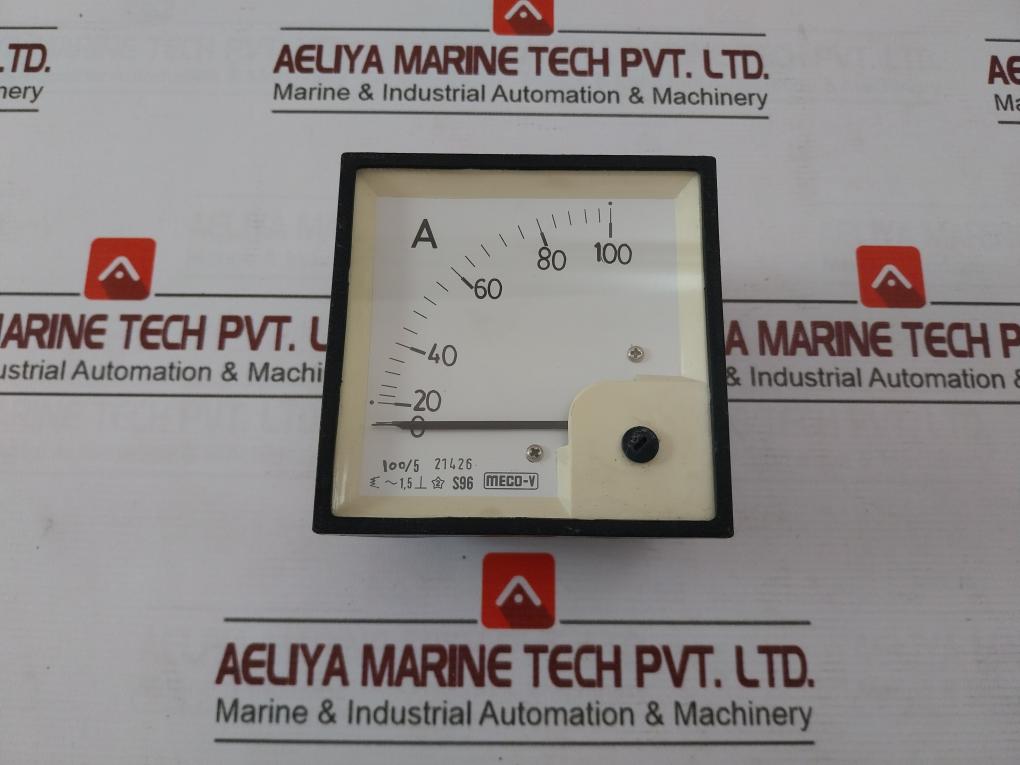 LTD.
AELIYA MARINE TECH PVT. LTD.
Marine & Industrial Automation & Machinery
A
100
80
60
40
20
0
100/5 21426
~ 1,5 ⊥ S96 MECO-V
ARINE TECH PVT.
ustrial Automation & Machi
A MARINE TECH P
& Industrial Automation &
AELIYA MARINE TECH PVT. LTD.
Marine & Industrial Automation & Machinery